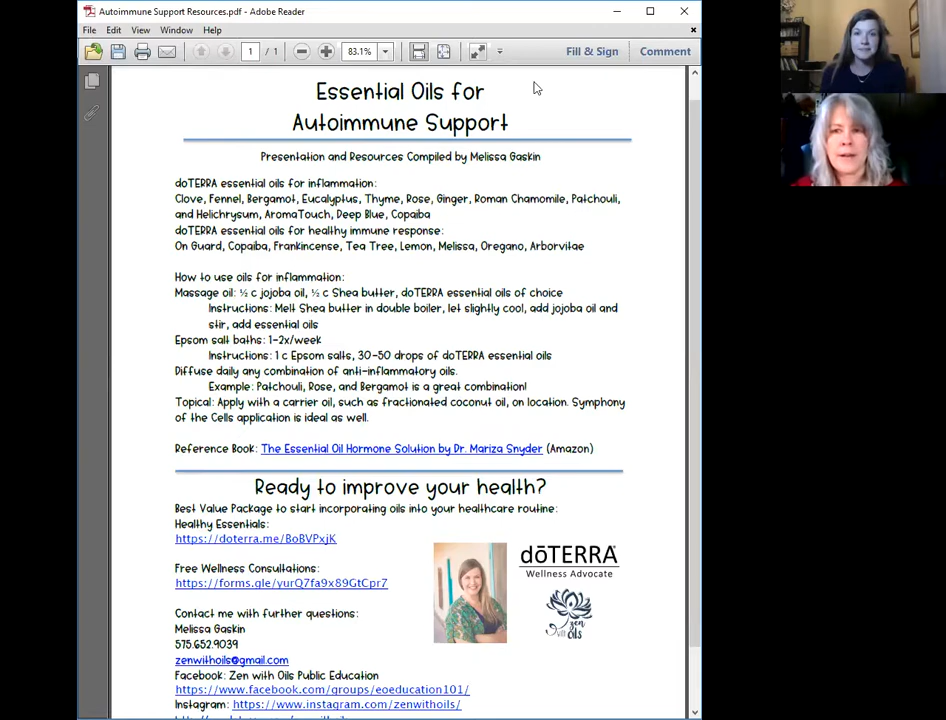 Autoimmune Support Resources.pdf - Adobe Reader
File Edit View Window Help
1 / 1 83.1% Fill & Sign Comment
Essential Oils for
Autoimmune Support
Presentation and Resources Compiled by Melissa Gaskin
doTERRA essential oils for inflammation:
Clove, Fennel, Bergamot, Eucalyptus, Thyme, Rose, Ginger, Roman Chamomile, Patchouli,
and Helichrysum, AromaTouch, Deep Blue, Copaiba
doTERRA essential oils for healthy immune response:
On Guard, Copaiba, Frankincense, Tea Tree, Lemon, Melissa, Oregano, Arborvitae
How to use oils for inflammation:
Massage oil: ½ c jojoba oil, ½ c Shea butter, doTERRA essential oils of choice
Instructions: Melt Shea butter in double boiler, let slightly cool, add jojoba oil and
stir, add essential oils
Epsom salt baths: 1-2x/week
Instructions: 1 c Epsom salts, 30-50 drops of doTERRA essential oils
Diffuse daily any combination of anti-inflammatory oils.
Example: Patchouli, Rose, and Bergamot is a great combination!
Topical: Apply with a carrier oil, such as fractionated coconut oil, on location. Symphony
of the Cells application is ideal as well.
Reference Book: The Essential Oil Hormone Solution by Dr. Mariza Snyder (Amazon)
Ready to improve your health?
Best Value Package to start incorporating oils into your healthcare routine:
Healthy Essentials:
https://doterra.me/BoBVPxjK
Free Wellness Consultations:
https://forms.gle/yurQ7fa9x89GtCpr7
Contact me with further questions:
Melissa Gaskin
575.652.9039
zenwithoils@gmail.com
Facebook: Zen with Oils Public Education
https://www.facebook.com/groups/eoeducation101/
Instagram: https://www.instagram.com/zenwithoils/
dōTERRA
Wellness Advocate
zen
oils